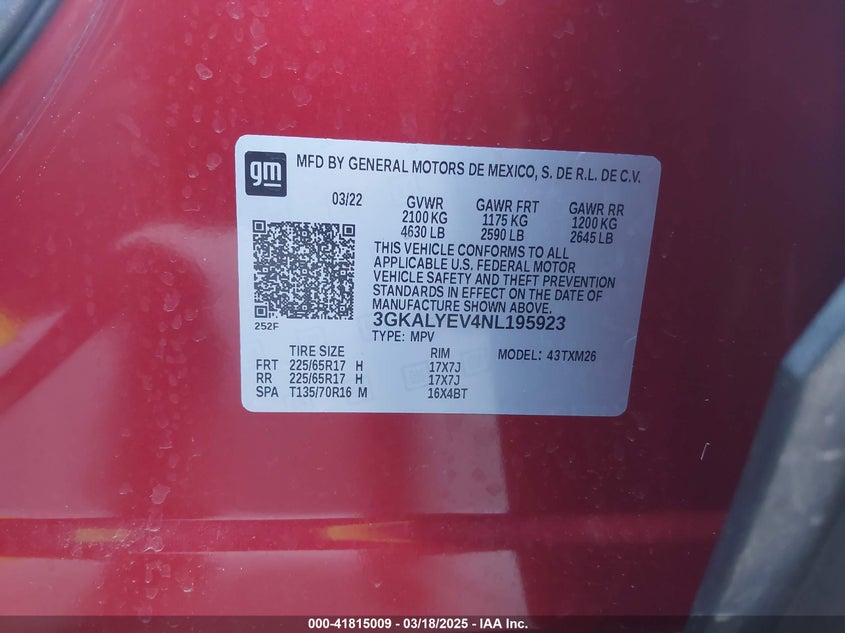 gm
MFD BY GENERAL MOTORS DE MEXICO, S. DE R.L. DE C.V.
03/22 GVWR GAWR FRT GAWR RR
2100 KG 1175 KG 1200 KG
4630 LB 2590 LB 2645 LB
THIS VEHICLE CONFORMS TO ALL
APPLICABLE U.S. FEDERAL MOTOR
VEHICLE SAFETY AND THEFT PREVENTION
STANDARDS IN EFFECT ON THE DATE OF
MANUFACTURE SHOWN ABOVE.
252F 3GKALYEV4NL195923
TYPE: MPV
TIRE SIZE RIM MODEL: 43TXM26
FRT 225/65R17 H 17X7J
RR 225/65R17 H 17X7J
SPA T135/70R16 M 16X4BT
000-41815009 - 03/18/2025 - IAA Inc.